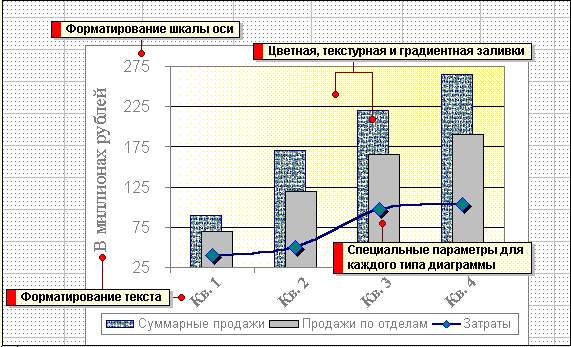 Форматирование шкалы оси
Цветная, текстурная и градиентная заливки
275
225
175
125
75
25
В миллионах рублей
Кв. 1
Кв. 2
Кв. 3
Кв. 4
Специальные параметры для
каждого типа диаграммы
Форматирование текста
Суммарные продажи
Продажи по отделам
Затраты